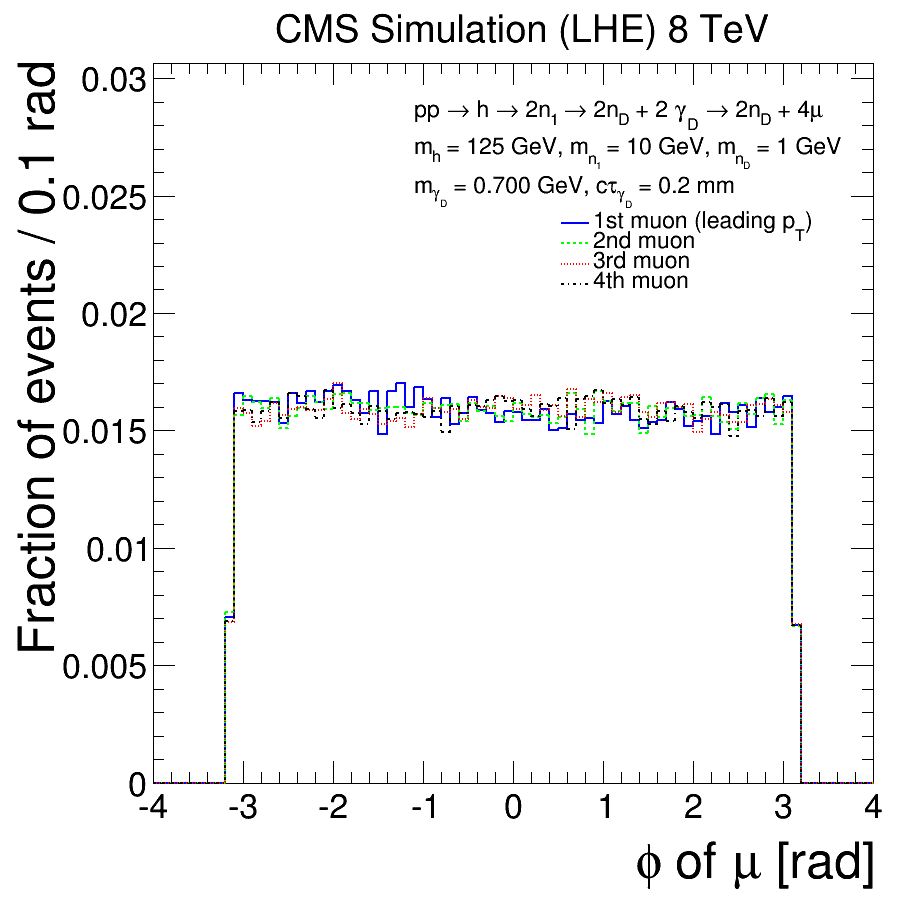 CMS Simulation (LHE) 8 TeV
pp → h → 2n1 → 2nD + 2 γD → 2nD + 4μ
mh = 125 GeV, mn1 = 10 GeV, mnD = 1 GeV
mγD = 0.700 GeV, cτγD = 0.2 mm
1st muon (leading pT)
2nd muon
3rd muon
4th muon
Fraction of events / 0.1 rad
0.03
0.025
0.02
0.015
0.01
0.005
0
-4 -3 -2 -1 0 1 2 3 4
ϕ of μ [rad]